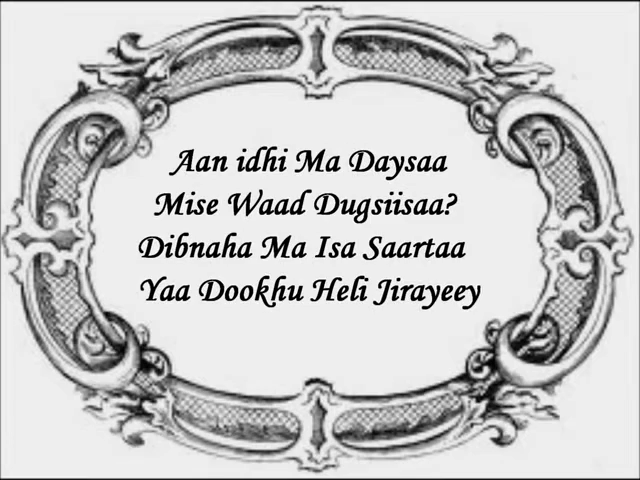 Aan idhi Ma Daysaa
Mise Waad Dugsiisaa?
Dibnaha Ma Isa Saartaa
Yaa Dookhu Heli Jirayeey